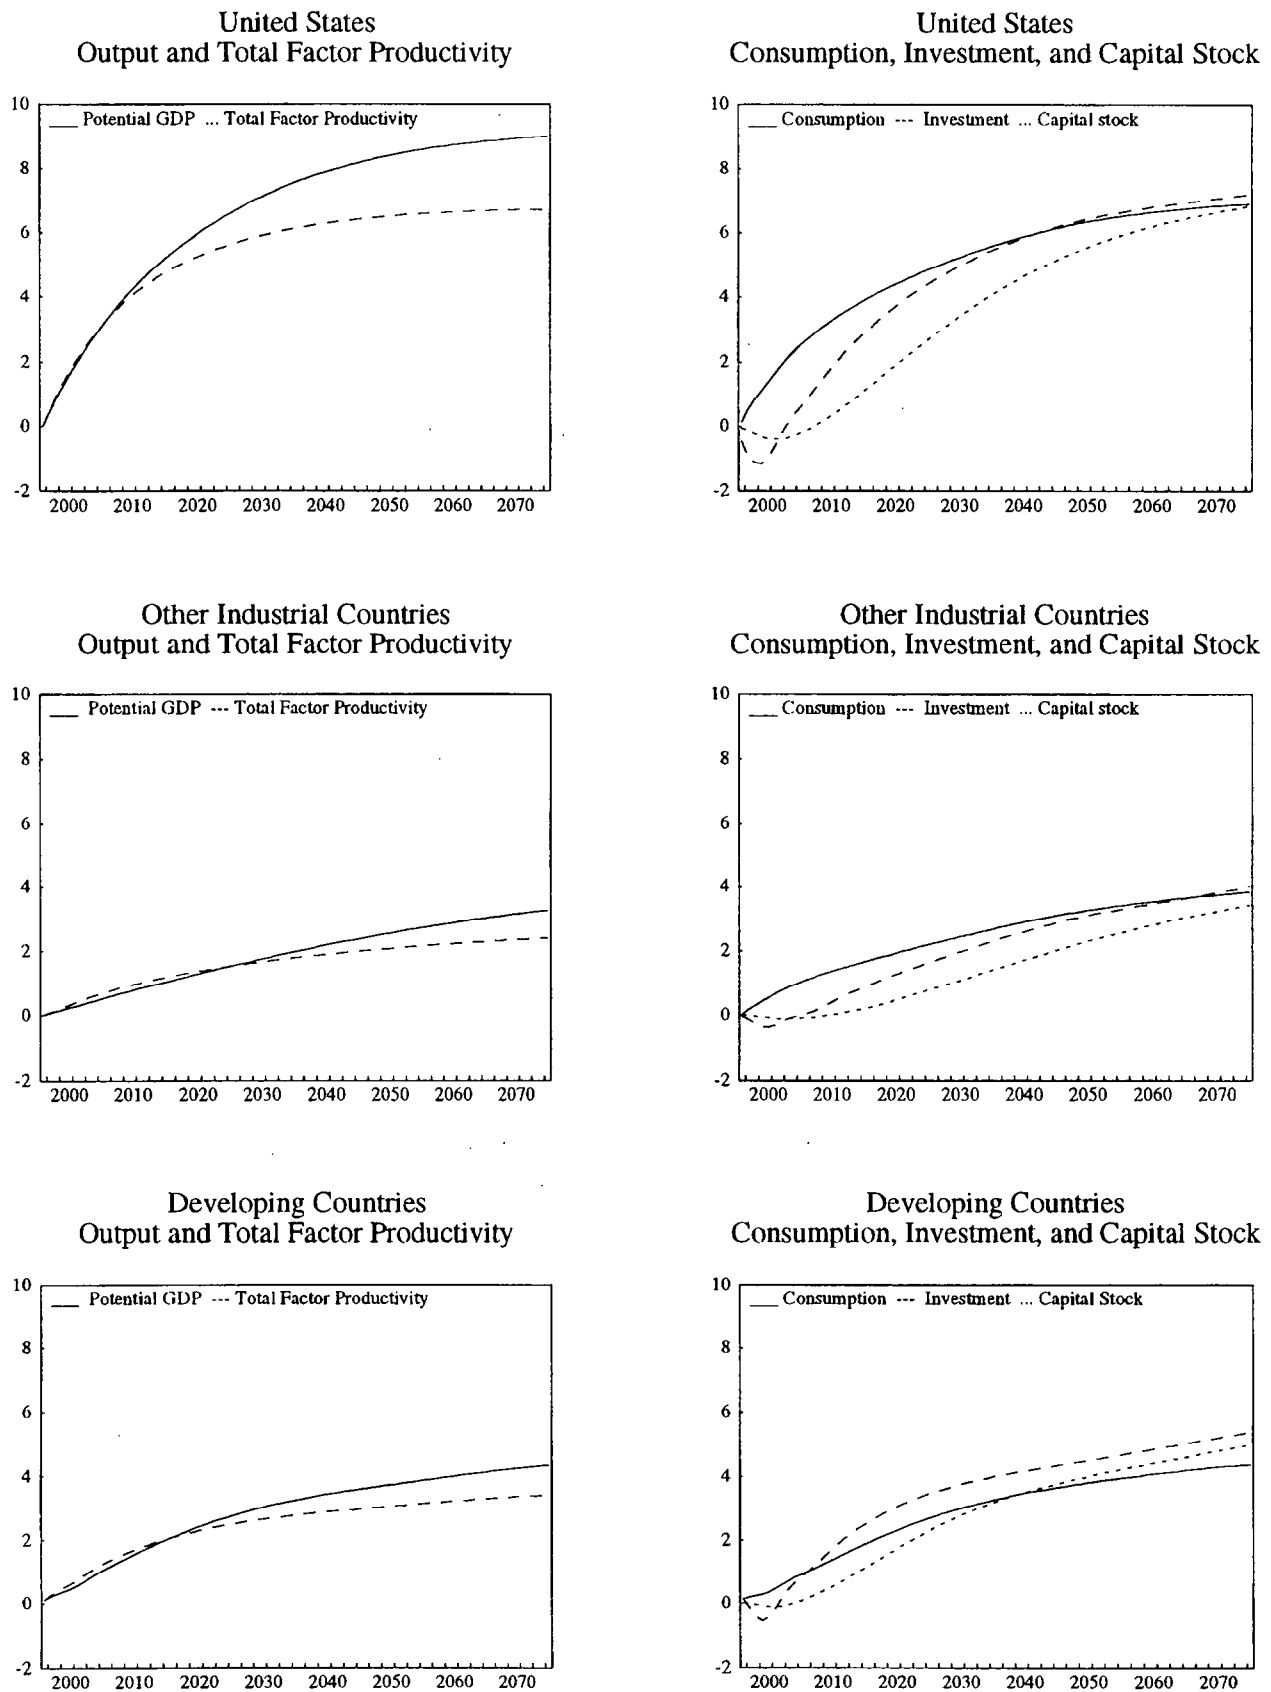 United States
Output and Total Factor Productivity
10
___ Potential GDP ... Total Factor Productivity
8
6
4
2
0
-2
2000 2010 2020 2030 2040 2050 2060 2070
United States
Consumption, Investment, and Capital Stock
10
___ Consumption --- Investment ... Capital stock
8
6
4
2
0
-2
2000 2010 2020 2030 2040 2050 2060 2070
Other Industrial Countries
Output and Total Factor Productivity
10
___ Potential GDP --- Total Factor Productivity
8
6
4
2
0
-2
2000 2010 2020 2030 2040 2050 2060 2070
Other Industrial Countries
Consumption, Investment, and Capital Stock
10
___ Consumption --- Investment ... Capital stock
8
6
4
2
0
-2
2000 2010 2020 2030 2040 2050 2060 2070
Developing Countries
Output and Total Factor Productivity
10
___ Potential GDP --- Total Factor Productivity
8
6
4
2
0
-2
2000 2010 2020 2030 2040 2050 2060 2070
Developing Countries
Consumption, Investment, and Capital Stock
10
___ Consumption --- Investment ... Capital Stock
8
6
4
2
0
-2
2000 2010 2020 2030 2040 2050 2060 2070